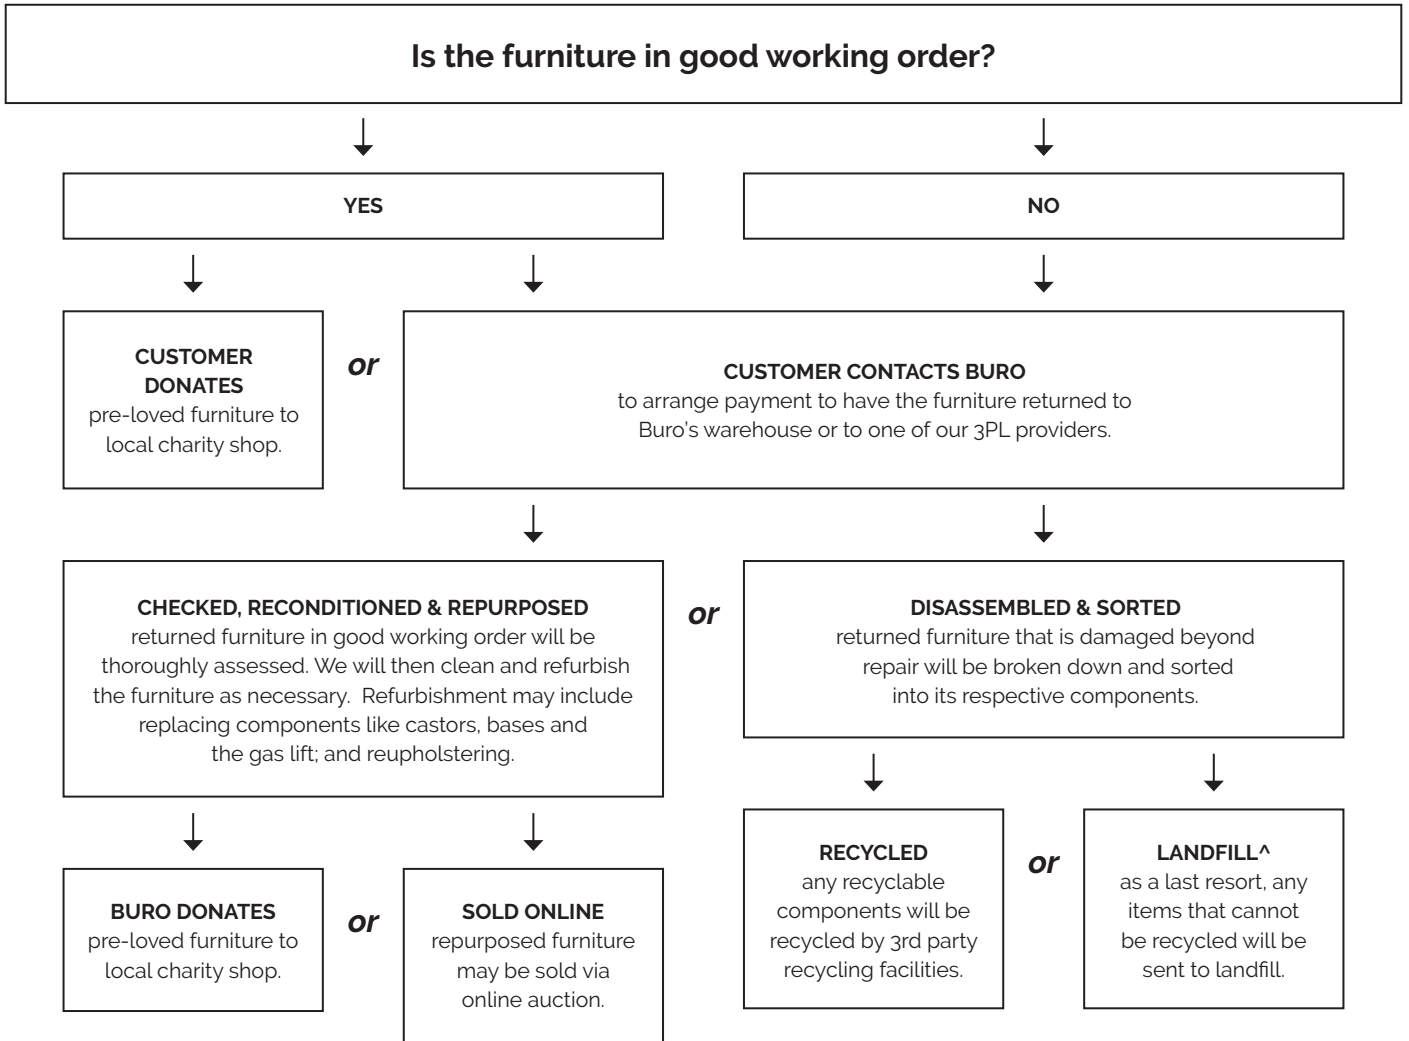 Is the furniture in good working order?
YES
NO
CUSTOMER
DONATES
pre-loved furniture to
local charity shop.
or
CUSTOMER CONTACTS BURO
to arrange payment to have the furniture returned to
Buro's warehouse or to one of our 3PL providers.
CHECKED, RECONDITIONED & REPURPOSED
returned furniture in good working order will be
thoroughly assessed. We will then clean and refurbish
the furniture as necessary.  Refurbishment may include
replacing components like castors, bases and
the gas lift; and reupholstering.
or
DISASSEMBLED & SORTED
returned furniture that is damaged beyond
repair will be broken down and sorted
into its respective components.
BURO DONATES
pre-loved furniture to
local charity shop.
or
SOLD ONLINE
repurposed furniture
may be sold via
online auction.
RECYCLED
any recyclable
components will be
recycled by 3rd party
recycling facilities.
or
LANDFILL^
as a last resort, any
items that cannot
be recycled will be
sent to landfill.